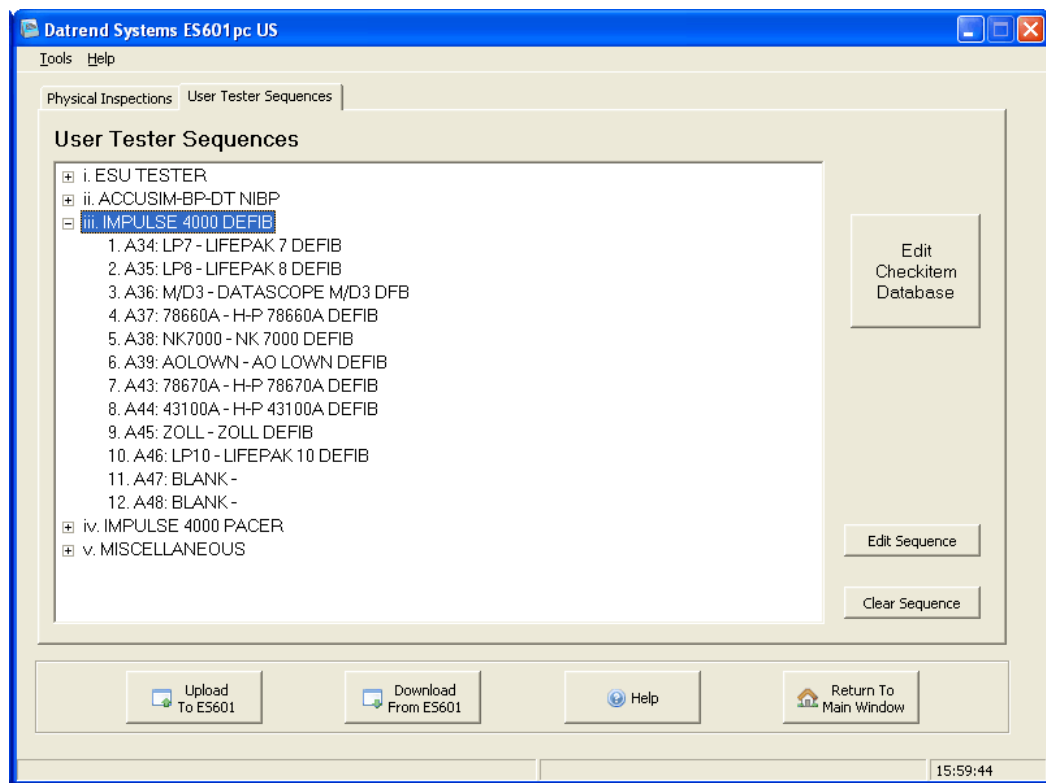 Datrend Systems ES601pc US
Tools Help
Physical Inspections User Tester Sequences
User Tester Sequences
i. ESU TESTER
ii. ACCUSIM-BP-DT NIBP
iii. IMPULSE 4000 DEFIB
1. A34: LP7 - LIFEPAK 7 DEFIB
2. A35: LP8 - LIFEPAK 8 DEFIB
3. A36: M/D3 - DATASCOPE M/D3 DFB
4. A37: 78660A - H-P 78660A DEFIB
5. A38: NK7000 - NK 7000 DEFIB
6. A39: AOLOWN - AO LOWN DEFIB
7. A43: 78670A - H-P 78670A DEFIB
8. A44: 43100A - H-P 43100A DEFIB
9. A45: ZOLL - ZOLL DEFIB
10. A46: LP10 - LIFEPAK 10 DEFIB
11. A47: BLANK -
12. A48: BLANK -
iv. IMPULSE 4000 PACER
v. MISCELLANEOUS
Edit
Checkitem
Database
Edit Sequence
Clear Sequence
Upload
To ES601
Download
From ES601
Help
Return To
Main Window
15:59:44